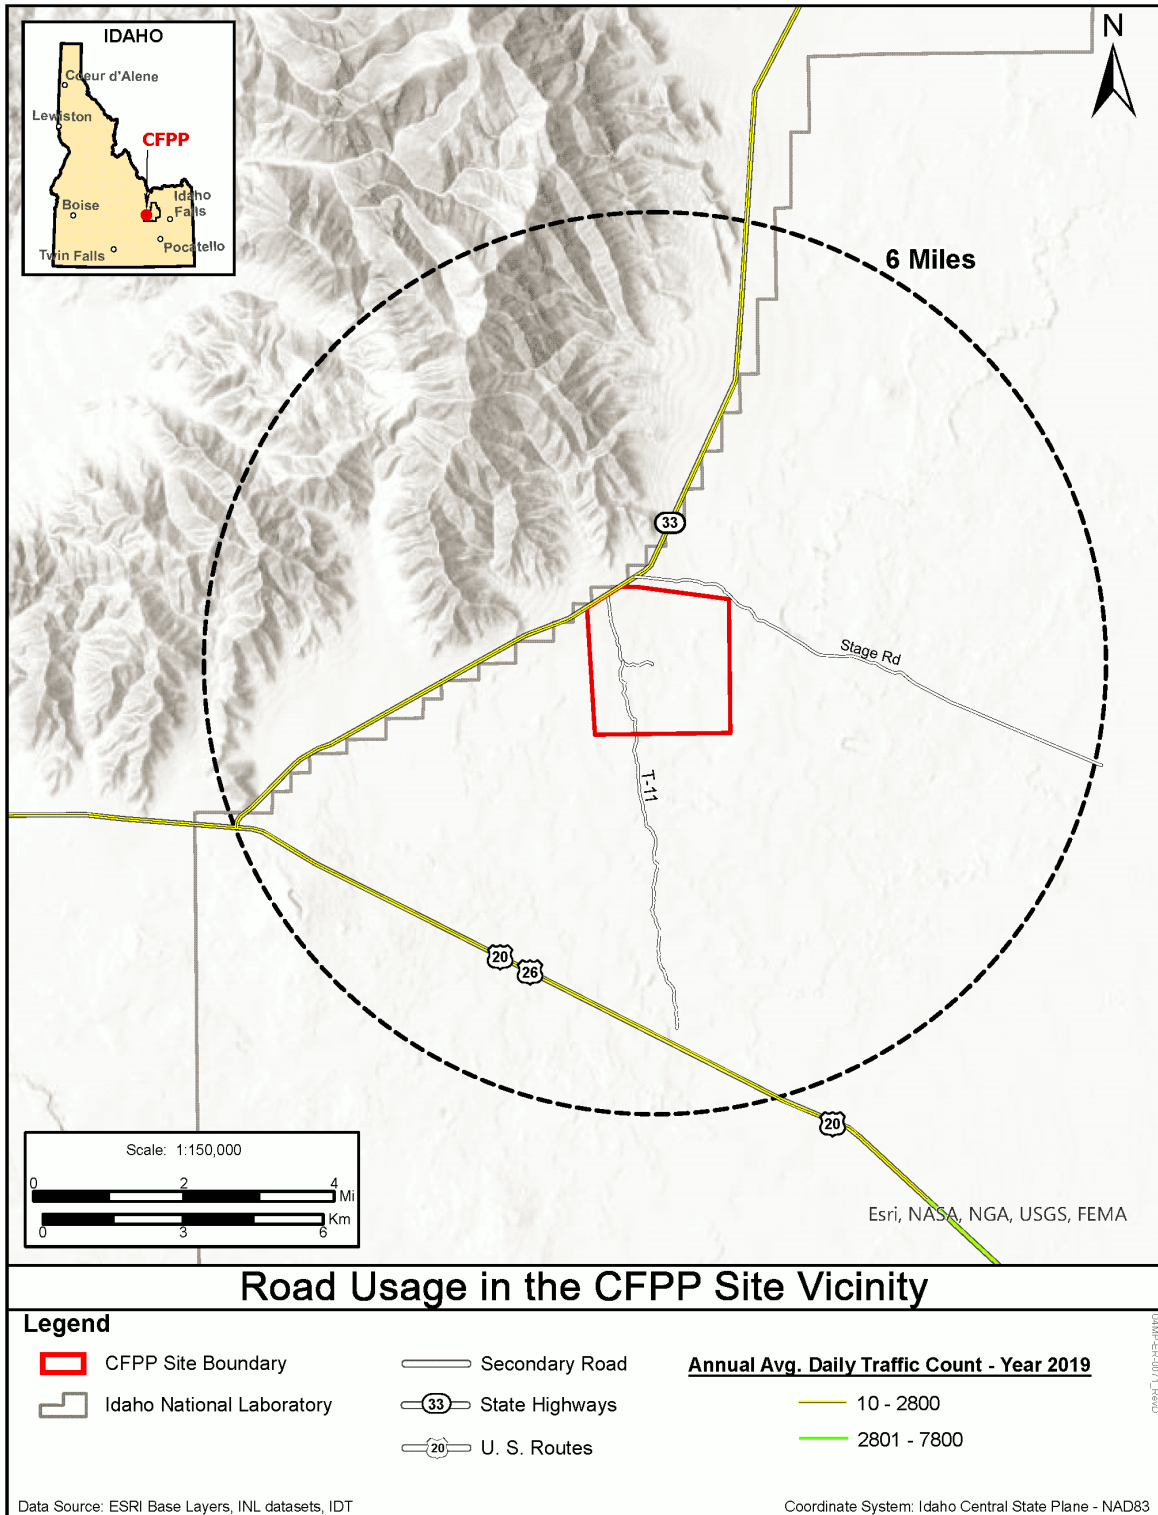 IDAHO
Coeur d'Alene
Lewiston
CFPP
Boise
Idaho
Falls
Twin Falls
Pocatello
N
6 Miles
33
Stage Rd
T-11
20
26
20
Scale: 1:150,000
0 2 4
Mi
Km
0 3 6
Esri, NASA, NGA, USGS, FEMA
Road Usage in the CFPP Site Vicinity
Legend
CFPP Site Boundary
Idaho National Laboratory
Secondary Road
33 State Highways
20 U. S. Routes
Annual Avg. Daily Traffic Count - Year 2019
10 - 2800
2801 - 7800
Data Source: ESRI Base Layers, INL datasets, IDT
Coordinate System: Idaho Central State Plane - NAD83